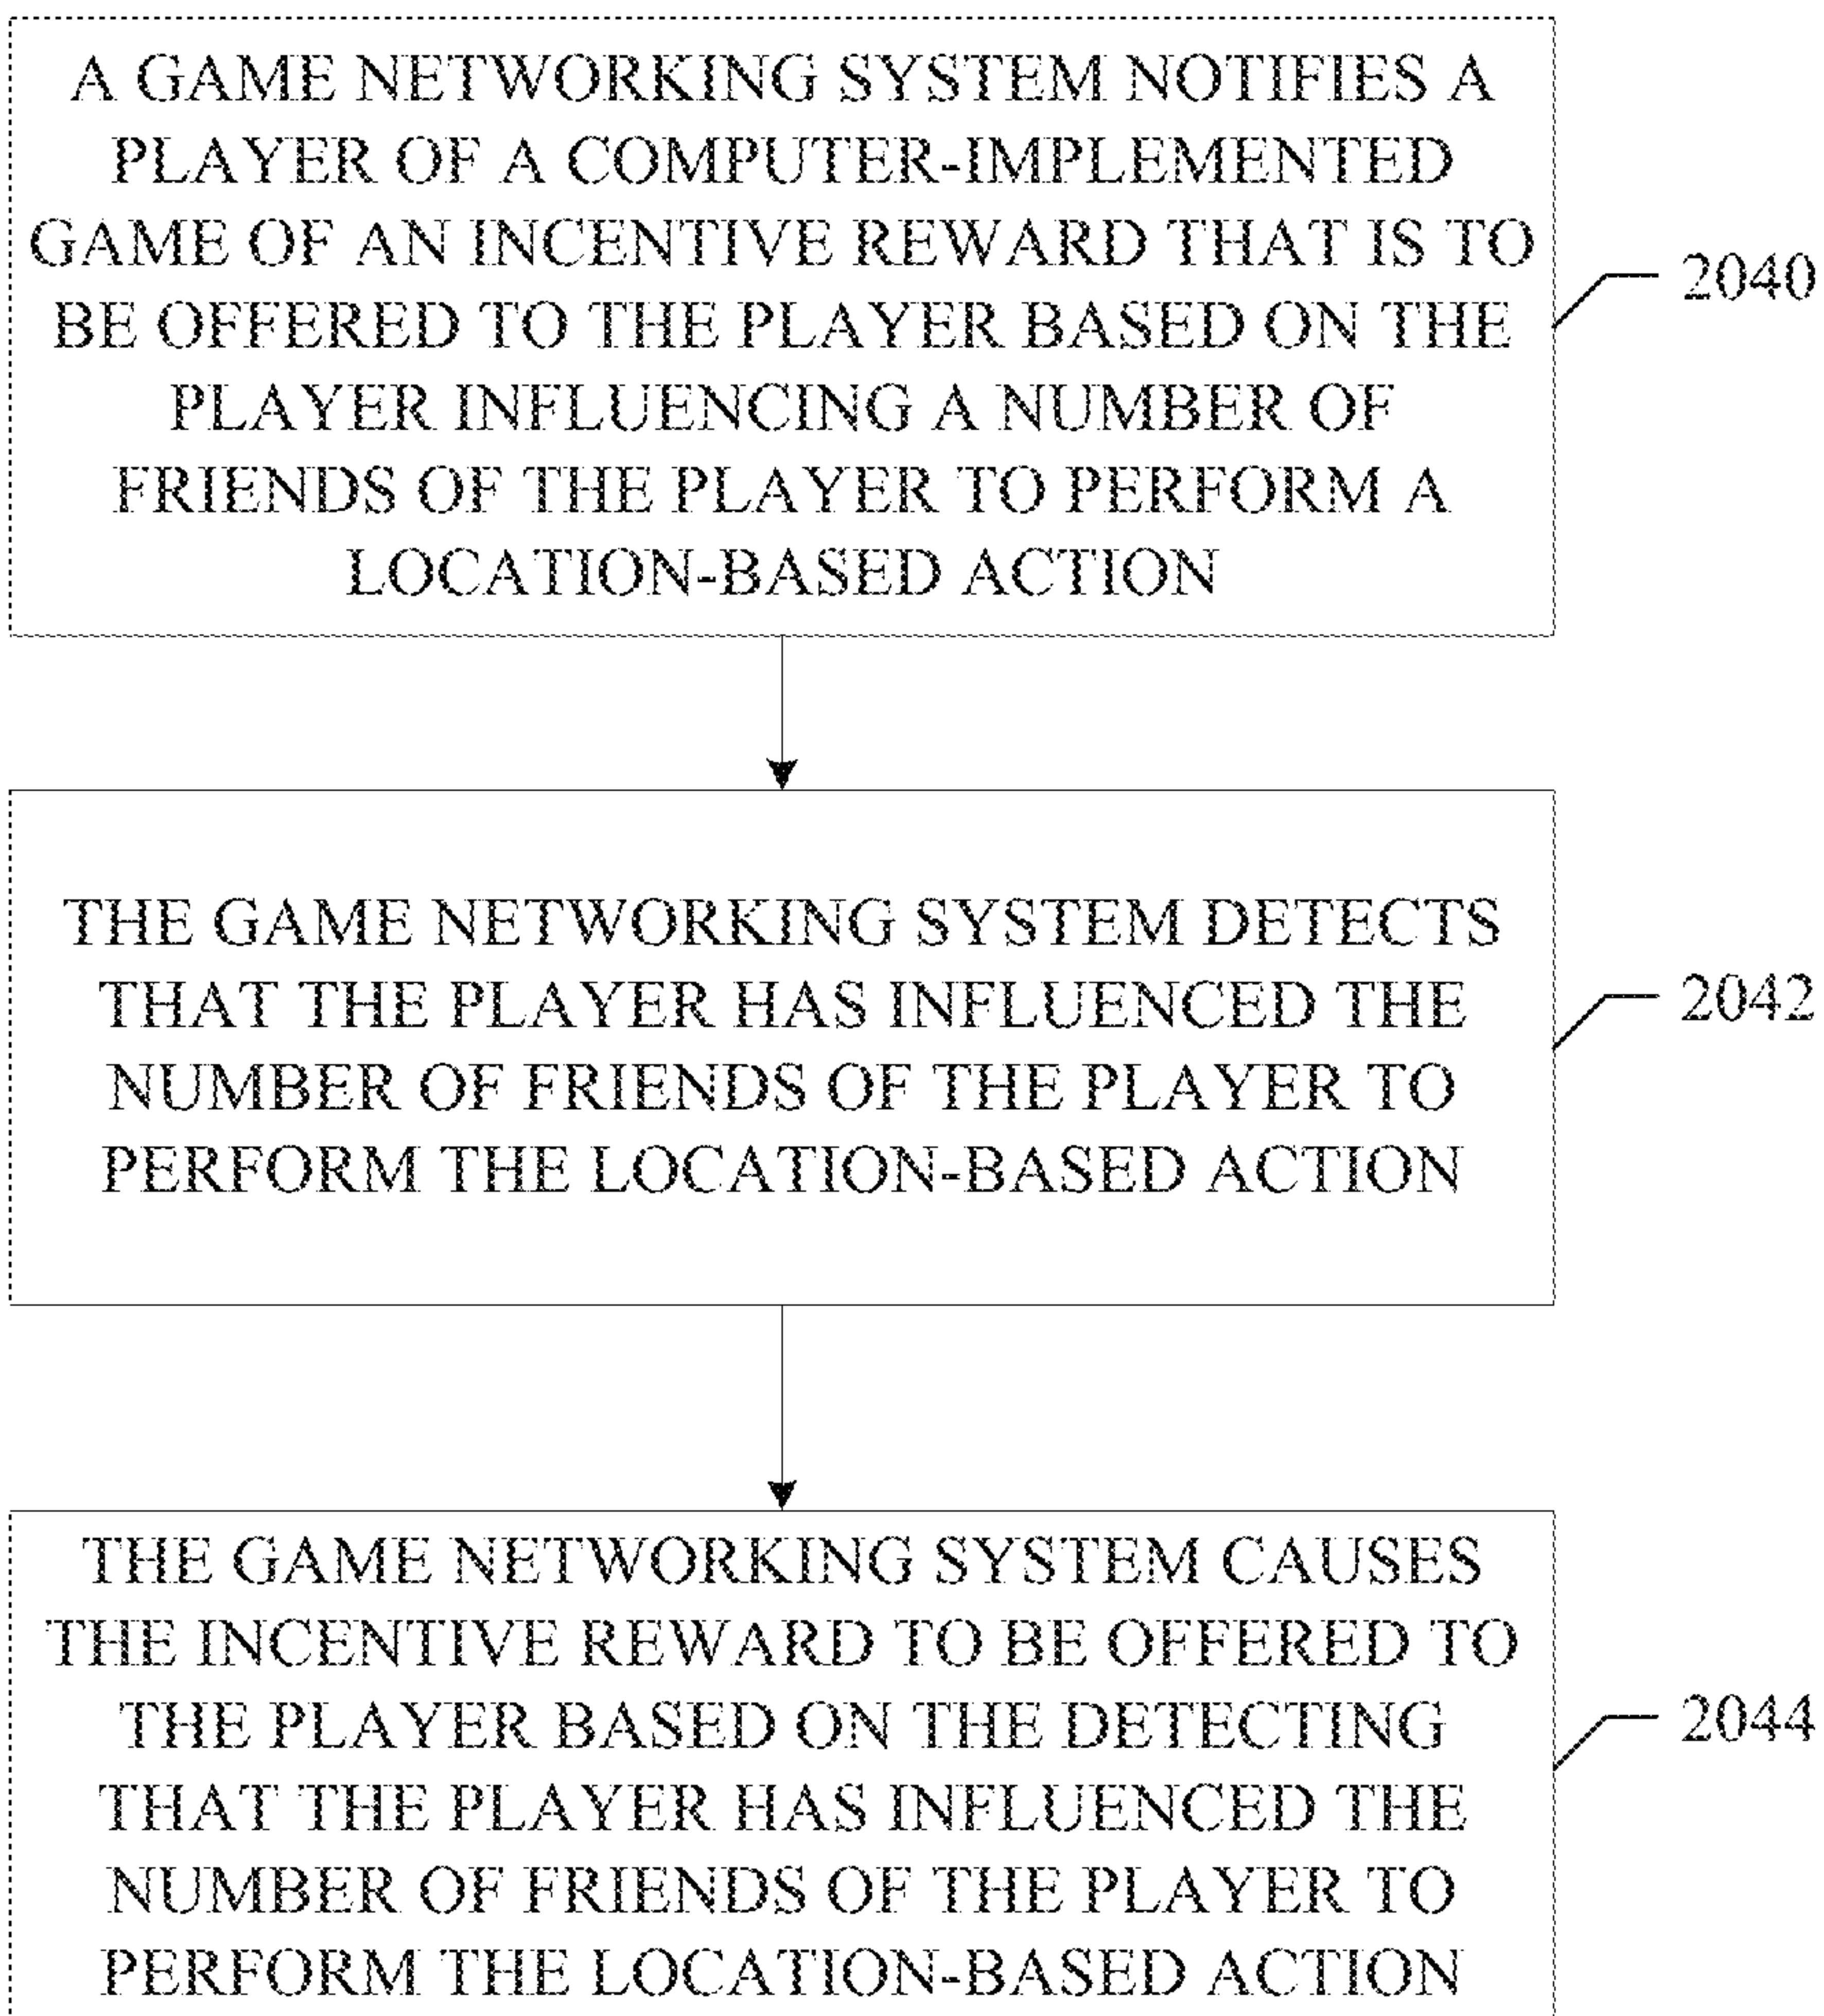 A GAME NETWORKING SYSTEM NOTIFIES A
PLAYER OF A COMPUTER-IMPLEMENTED
GAME OF AN INCENTIVE REWARD THAT IS TO
BE OFFERED TO THE PLAYER BASED ON THE
PLAYER INFLUENCING A NUMBER OF
FRIENDS OF THE PLAYER TO PERFORM A
LOCATION-BASED ACTION
2040
THE GAME NETWORKING SYSTEM DETECTS
THAT THE PLAYER HAS INFLUENCED THE
NUMBER OF FRIENDS OF THE PLAYER TO
PERFORM THE LOCATION-BASED ACTION
2042
THE GAME NETWORKING SYSTEM CAUSES
THE INCENTIVE REWARD TO BE OFFERED TO
THE PLAYER BASED ON THE DETECTING
THAT THE PLAYER HAS INFLUENCED THE
NUMBER OF FRIENDS OF THE PLAYER TO
PERFORM THE LOCATION-BASED ACTION
2044